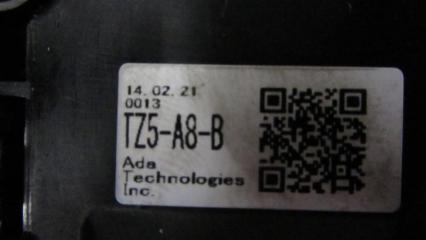 14. 02. 21
0013
TZ5-A8-B
Ada
Technologies
Inc.